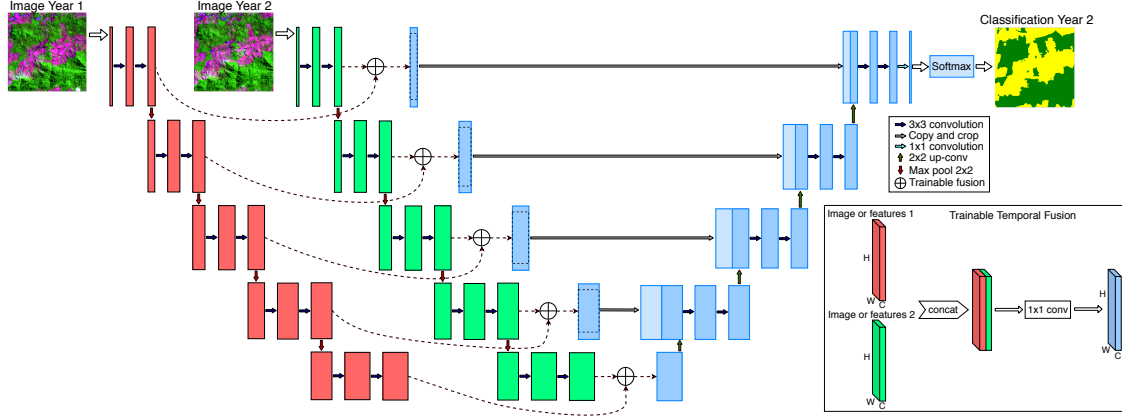 Image Year 1
Image Year 2
Classification Year 2
Softmax
3x3 convolution
Copy and crop
1x1 convolution
2x2 up-conv
Max pool 2x2
Trainable fusion
Image or features 1
Trainable Temporal Fusion
H
W
C
Image or features 2
H
W
C
concat
1x1 conv
H
W
C